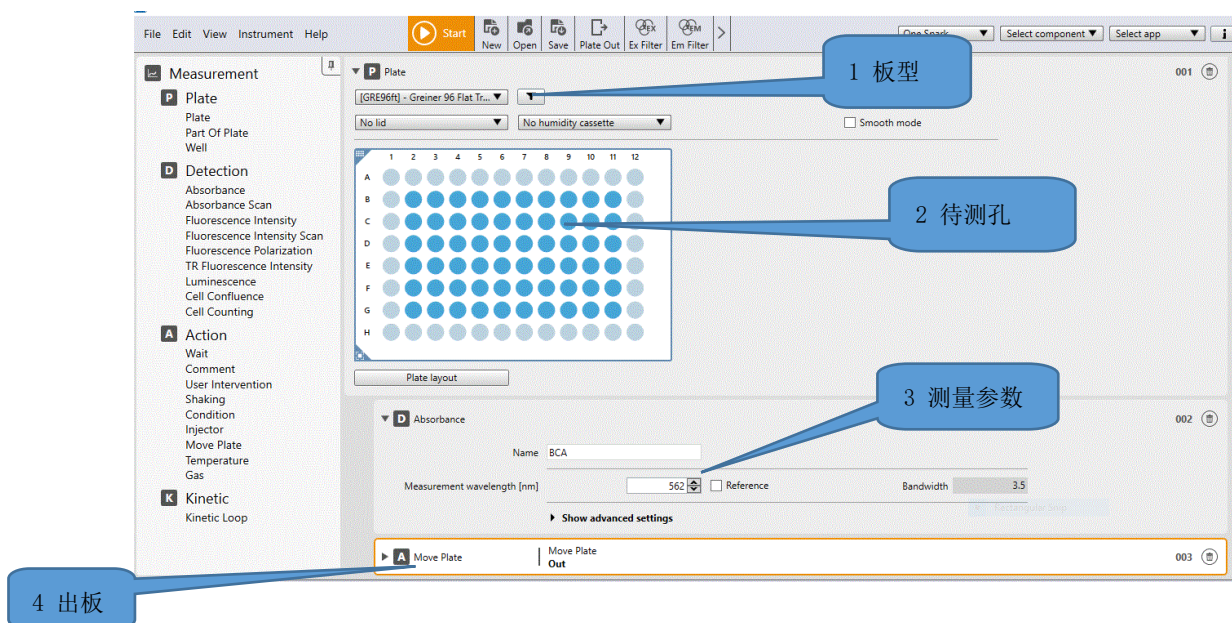 File Edit View Instrument Help
Start
New
Open
Save
Plate Out
Ex Filter
Em Filter
One Spark
Select component
Select app
i
Measurement
P Plate
Plate
Part Of Plate
Well
D Detection
Absorbance
Absorbance Scan
Fluorescence Intensity
Fluorescence Intensity Scan
Fluorescence Polarization
TR Fluorescence Intensity
Luminescence
Cell Confluence
Cell Counting
A Action
Wait
Comment
User Intervention
Shaking
Condition
Injector
Move Plate
Temperature
Gas
K Kinetic
Kinetic Loop
P Plate
001
[GRE96ft] - Greiner 96 Flat Tr...
No lid
No humidity cassette
Smooth mode
1 2 3 4 5 6 7 8 9 10 11 12
A
B
C
D
E
F
G
H
Plate layout
1 板型
2 待测孔
3 测量参数
D Absorbance
002
Name BCA
Measurement wavelength [nm] 562 Reference Bandwidth 3.5
Rectangular Snip
Show advanced settings
A Move Plate
Move Plate
Out
003
4 出板